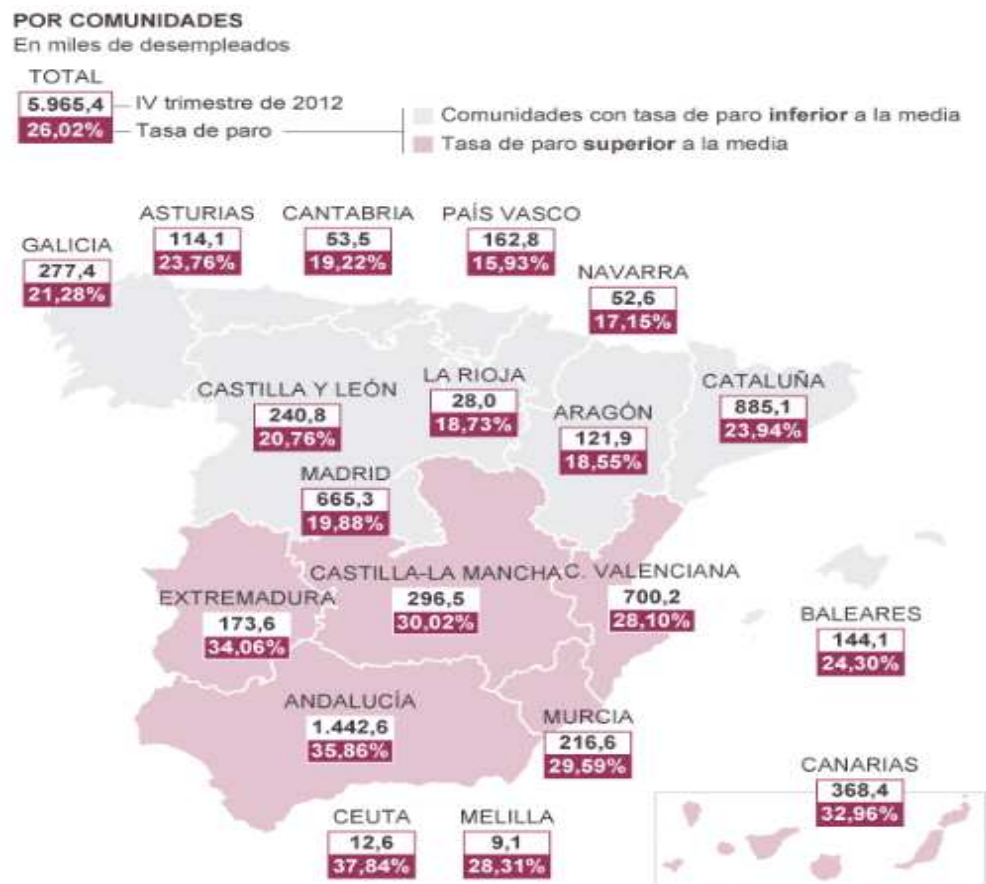 POR COMUNIDADES
En miles de desempleados
TOTAL
5.965,4
IV trimestre de 2012
26,02%
Tasa de paro
Comunidades con tasa de paro inferior a la media
Tasa de paro superior a la media
GALICIA
277,4
21,28%
ASTURIAS
114,1
23,76%
CANTABRIA
53,5
19,22%
PAÍS VASCO
162,8
15,93%
NAVARRA
52,6
17,15%
CASTILLA Y LEÓN
240,8
20,76%
LA RIOJA
28,0
18,73%
ARAGÓN
121,9
18,55%
CATALUÑA
885,1
23,94%
MADRID
665,3
19,88%
EXTREMADURA
173,6
34,06%
CASTILLA-LA MANCHA
296,5
30,02%
C. VALENCIANA
700,2
28,10%
BALEARES
144,1
24,30%
ANDALUCÍA
1.442,6
35,86%
MURCIA
216,6
29,59%
CANARIAS
368,4
32,96%
CEUTA
12,6
37,84%
MELILLA
9,1
28,31%